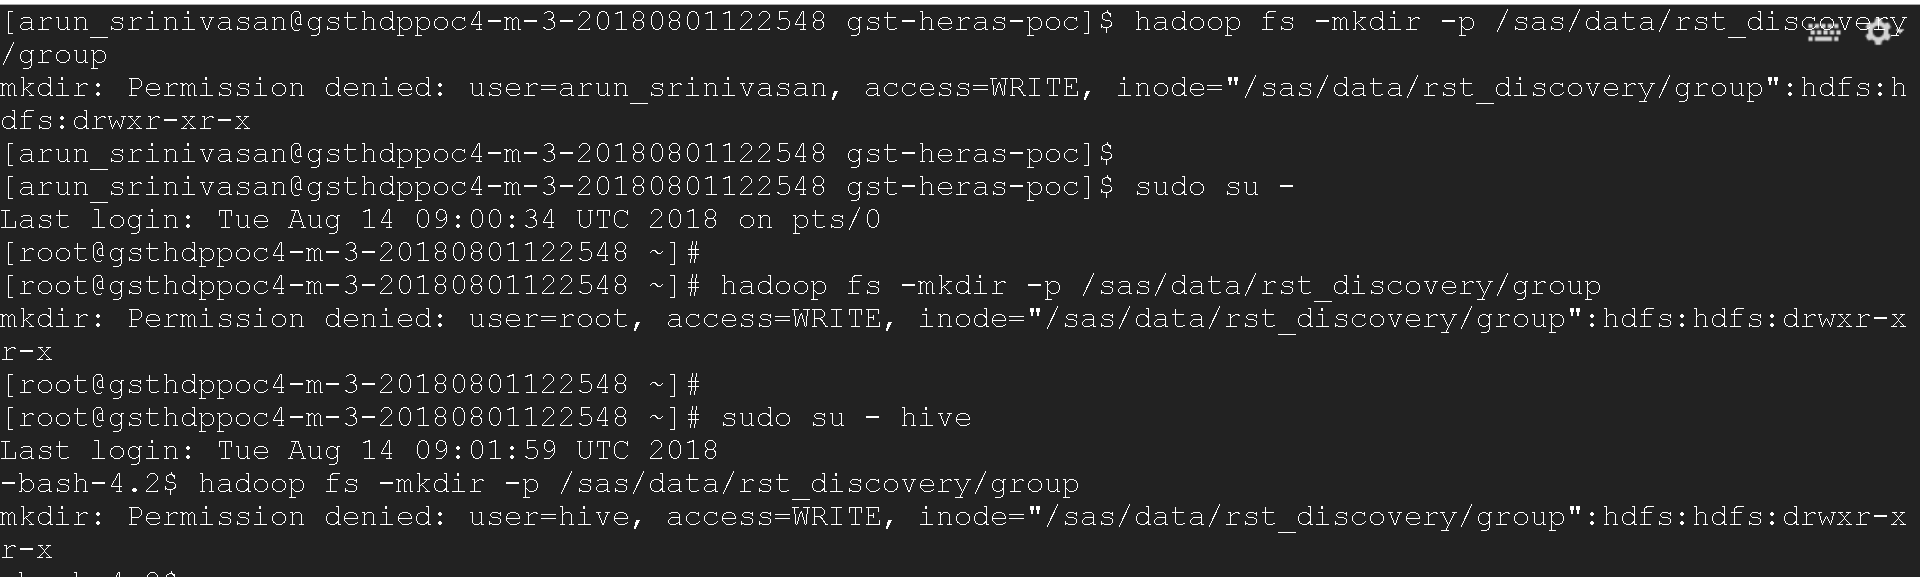 [arun_srinivasan@gsthdppoc4-m-3-20180801122548 gst-heras-poc]$ hadoop fs -mkdir -p /sas/data/rst_discovery
/group
mkdir: Permission denied: user=arun_srinivasan, access=WRITE, inode="/sas/data/rst_discovery/group":hdfs:h
dfs:drwxr-xr-x
[arun_srinivasan@gsthdppoc4-m-3-20180801122548 gst-heras-poc]$
[arun_srinivasan@gsthdppoc4-m-3-20180801122548 gst-heras-poc]$ sudo su -
Last login: Tue Aug 14 09:00:34 UTC 2018 on pts/0
[root@gsthdppoc4-m-3-20180801122548 ~]#
[root@gsthdppoc4-m-3-20180801122548 ~]# hadoop fs -mkdir -p /sas/data/rst_discovery/group
mkdir: Permission denied: user=root, access=WRITE, inode="/sas/data/rst_discovery/group":hdfs:hdfs:drwxr-x
r-x
[root@gsthdppoc4-m-3-20180801122548 ~]#
[root@gsthdppoc4-m-3-20180801122548 ~]# sudo su - hive
Last login: Tue Aug 14 09:01:59 UTC 2018
-bash-4.2$ hadoop fs -mkdir -p /sas/data/rst_discovery/group
mkdir: Permission denied: user=hive, access=WRITE, inode="/sas/data/rst_discovery/group":hdfs:hdfs:drwxr-x
r-x
-bash-4.2$